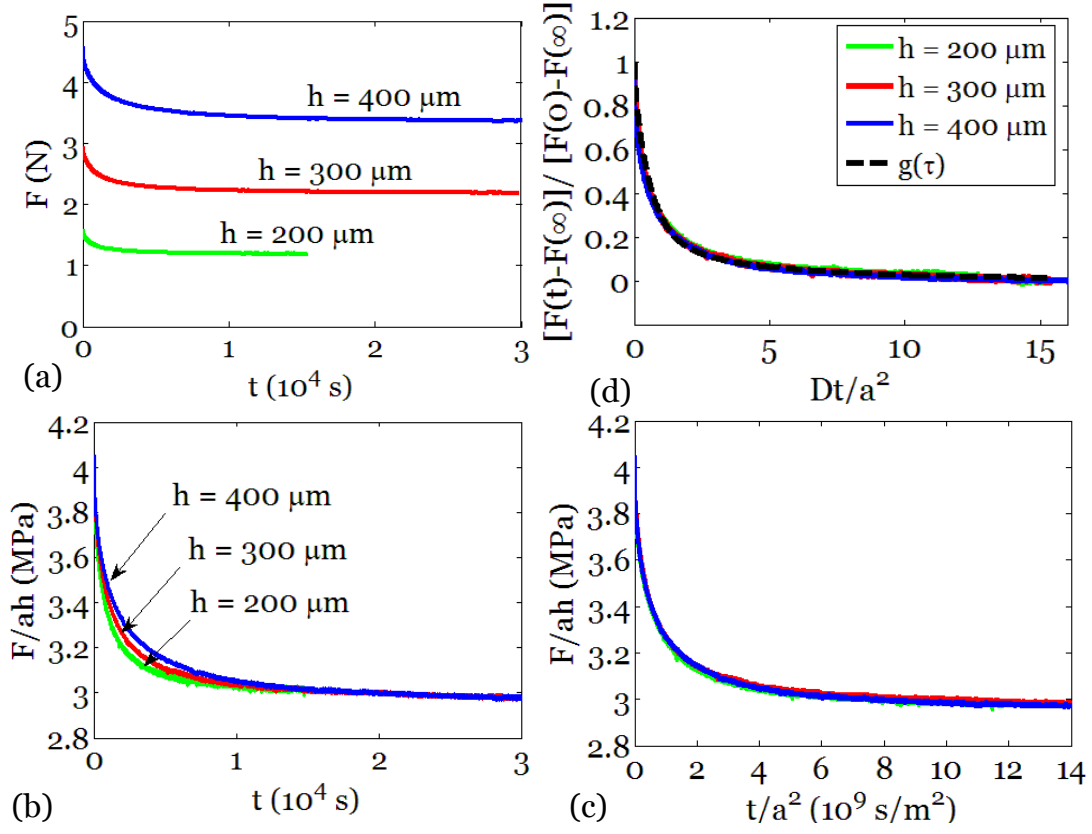 5
4
3
2
1
0
F (N)
h = 400 µm
h = 300 µm
h = 200 µm
0
1
2
3
t (10⁴ s)
(a)
1.2
1
0.8
0.6
0.4
0.2
0
[F(t)-F(∞)]/ [F(0)-F(∞)]
h = 200 µm
h = 300 µm
h = 400 µm
g(τ)
0
5
10
15
Dt/a²
(d)
4.2
4
3.8
3.6
3.4
3.2
3
2.8
F/ah (MPa)
h = 400 µm
h = 300 µm
h = 200 µm
0
1
2
3
t (10⁴ s)
(b)
4.2
4
3.8
3.6
3.4
3.2
3
2.8
F/ah (MPa)
0
2
4
6
8
10
12
14
t/a² (10⁹ s/m²)
(c)